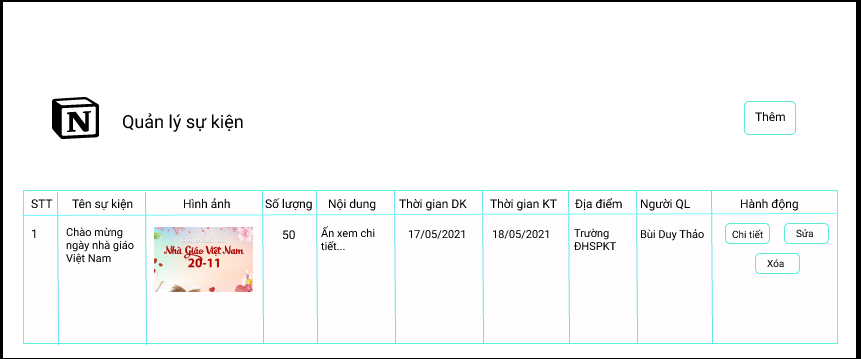 N
Quản lý sự kiện
Thêm
STT Tên sự kiện Hình ảnh Số lượng Nội dung Thời gian DK Thời gian KT Địa điểm Người QL Hành động
1
Chào mừng
ngày nhà giáo
Việt Nam
Nhà Giáo Việt Nam
20-11
50
Ấn xem chi
tiết...
17/05/2021
18/05/2021
Trường
ĐHSPKT
Bùi Duy Thảo
Chi tiết
Sửa
Xóa